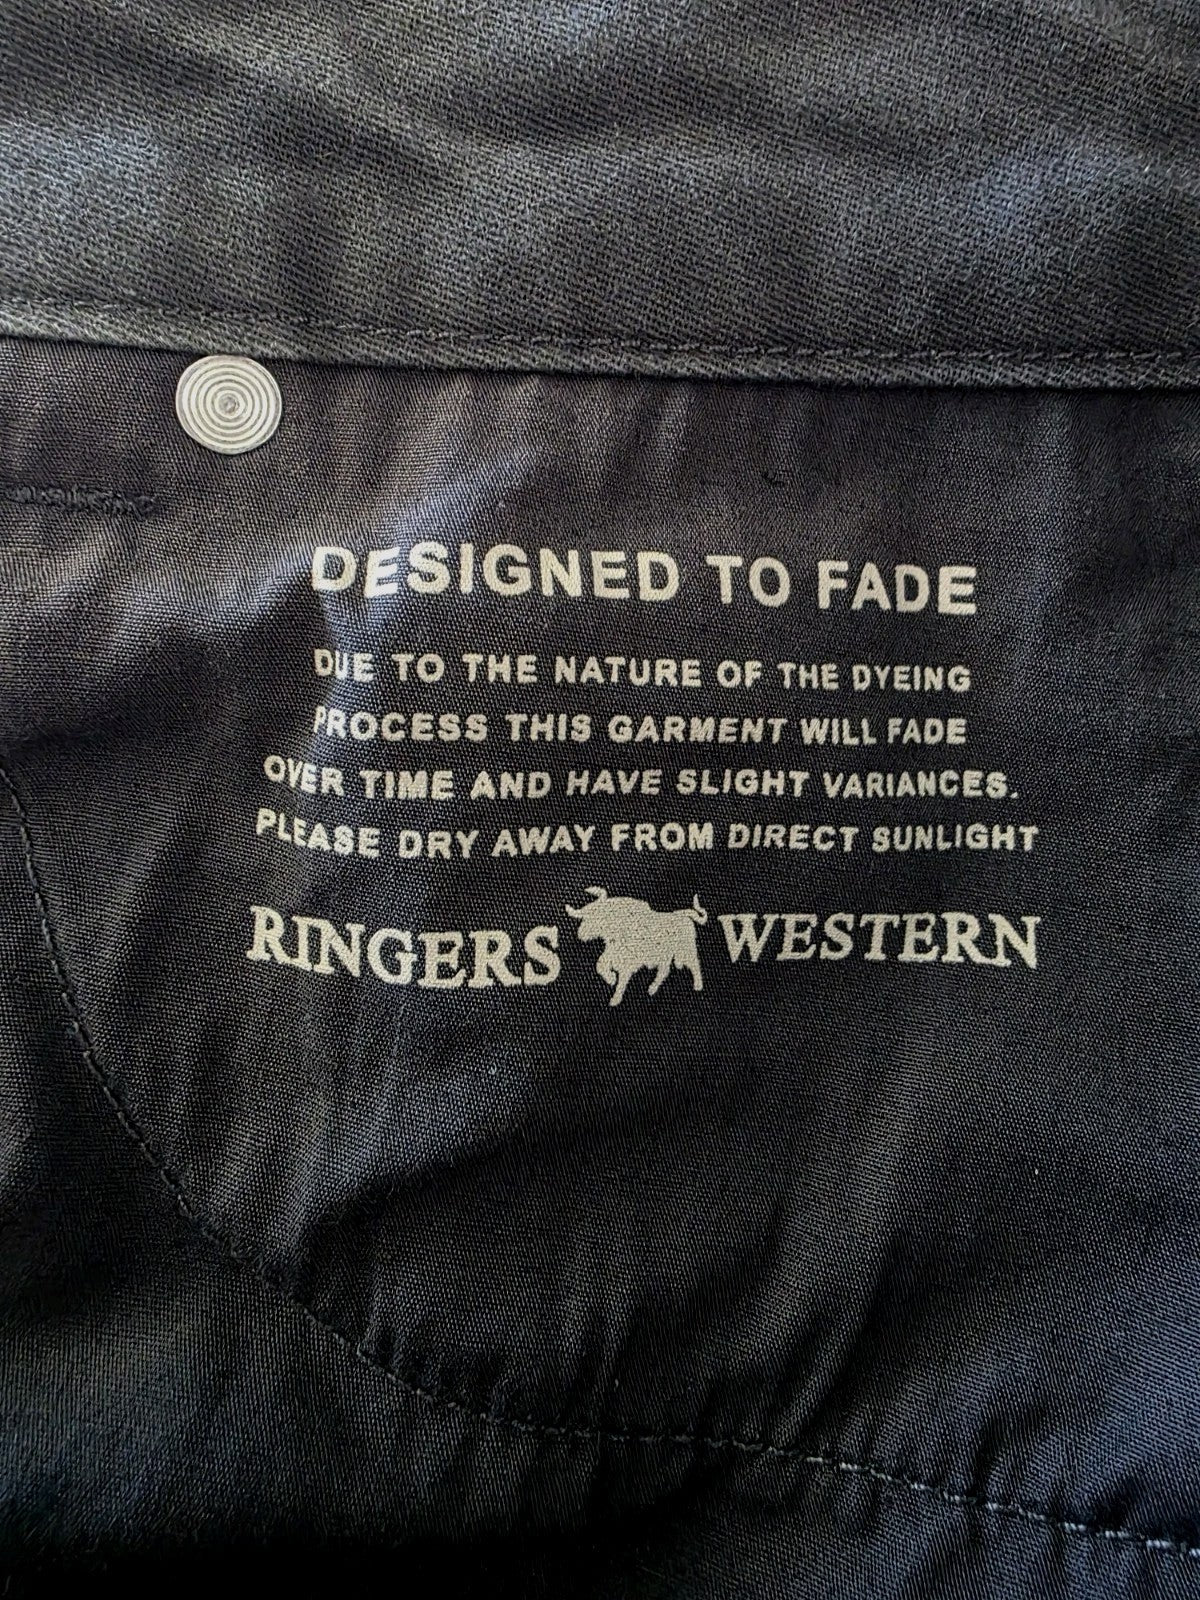 DESIGNED TO FADE
DUE TO THE NATURE OF THE DYEING
PROCESS THIS GARMENT WILL FADE
OVER TIME AND HAVE SLIGHT VARIANCES.
PLEASE DRY AWAY FROM DIRECT SUNLIGHT
RINGERS WESTERN